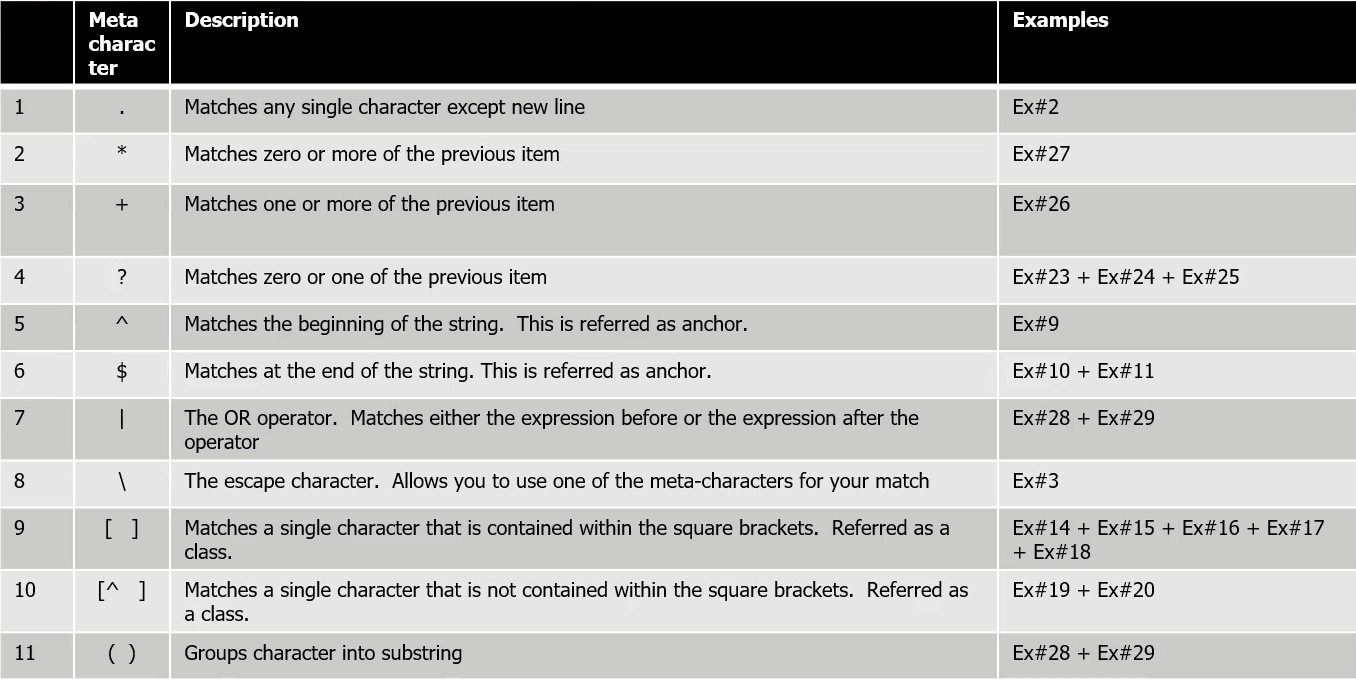 Meta charac ter Description Examples
1 . Matches any single character except new line Ex#2
2 * Matches zero or more of the previous item Ex#27
3 + Matches one or more of the previous item Ex#26
4 ? Matches zero or one of the previous item Ex#23 + Ex#24 + Ex#25
5 ^ Matches the beginning of the string.  This is referred as anchor. Ex#9
6 $ Matches at the end of the string. This is referred as anchor. Ex#10 + Ex#11
7 | The OR operator.  Matches either the expression before or the expression after the Ex#28 + Ex#29
operator
8 \ The escape character.  Allows you to use one of the meta-characters for your match Ex#3
9 [   ] Matches a single character that is contained within the square brackets.  Referred as a Ex#14 + Ex#15 + Ex#16 + Ex#17
class. + Ex#18
10 [^   ] Matches a single character that is not contained within the square brackets.  Referred as Ex#19 + Ex#20
a class.
11 (  ) Groups character into substring Ex#28 + Ex#29